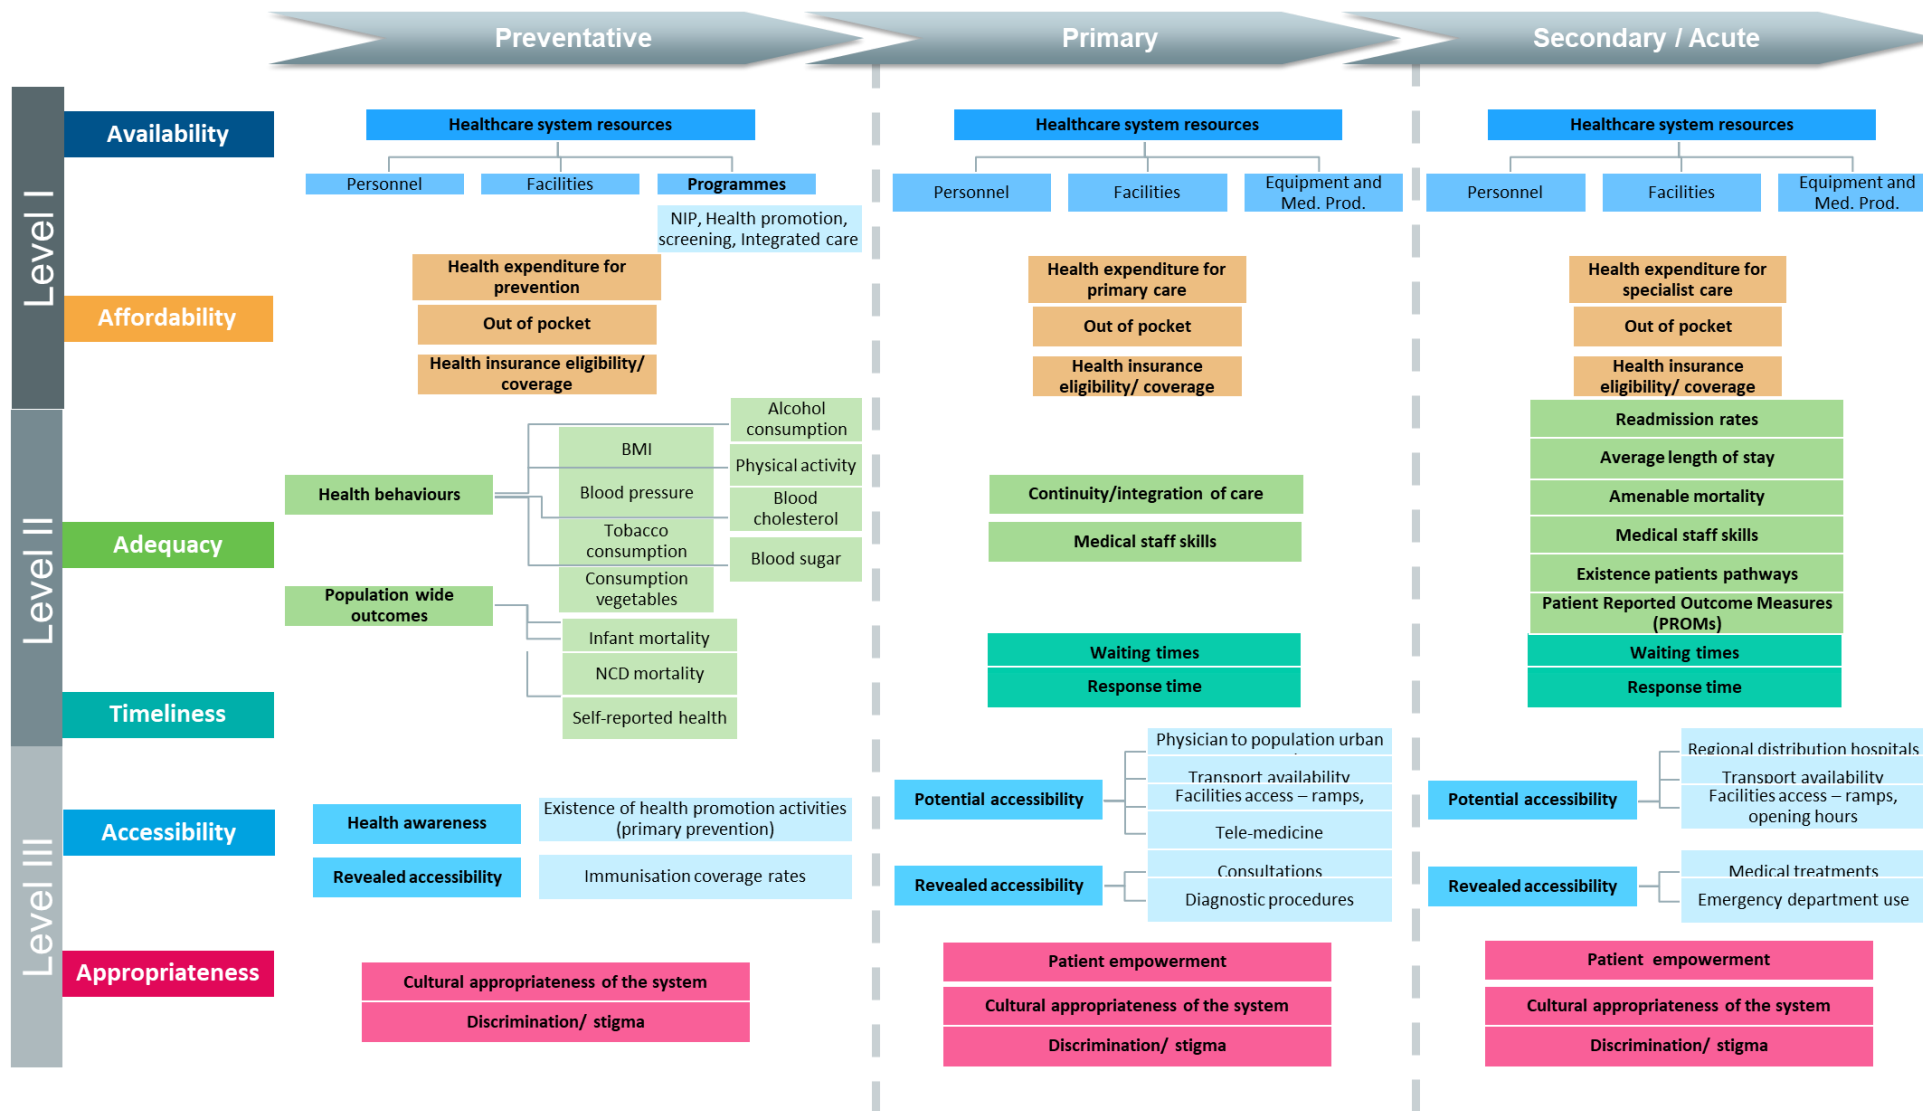 Preventative
Primary
Secondary / Acute
Level I
Availability
Healthcare system resources
Personnel
Facilities
Programmes
NIP, Health promotion,
screening, Integrated care
Healthcare system resources
Personnel
Facilities
Equipment and
Med. Prod.
Healthcare system resources
Personnel
Facilities
Equipment and
Med. Prod.
Affordability
Health expenditure for
prevention
Out of pocket
Health insurance eligibility/
coverage
Health expenditure for
primary care
Out of pocket
Health insurance
eligibility/ coverage
Health expenditure for
specialist care
Out of pocket
Health insurance
eligibility/ coverage
Level II
Adequacy
Health behaviours
BMI
Blood pressure
Tobacco
consumption
Consumption
vegetables
Alcohol
consumption
Physical activity
Blood
cholesterol
Blood sugar
Population wide
outcomes
Infant mortality
NCD mortality
Self-reported health
Continuity/integration of care
Medical staff skills
Readmission rates
Average length of stay
Amenable mortality
Medical staff skills
Existence patients pathways
Patient Reported Outcome Measures
(PROMs)
Timeliness
Waiting times
Response time
Waiting times
Response time
Level III
Accessibility
Health awareness
Existence of health promotion activities
(primary prevention)
Revealed accessibility
Immunisation coverage rates
Potential accessibility
Physician to population urban
Transport availability
Facilities access – ramps,
Tele-medicine
Revealed accessibility
Consultations
Diagnostic procedures
Potential accessibility
Regional distribution hospitals
Transport availability
Facilities access – ramps,
opening hours
Revealed accessibility
Medical treatments
Emergency department use
Appropriateness
Cultural appropriateness of the system
Discrimination/ stigma
Patient empowerment
Cultural appropriateness of the system
Discrimination/ stigma
Patient empowerment
Cultural appropriateness of the system
Discrimination/ stigma